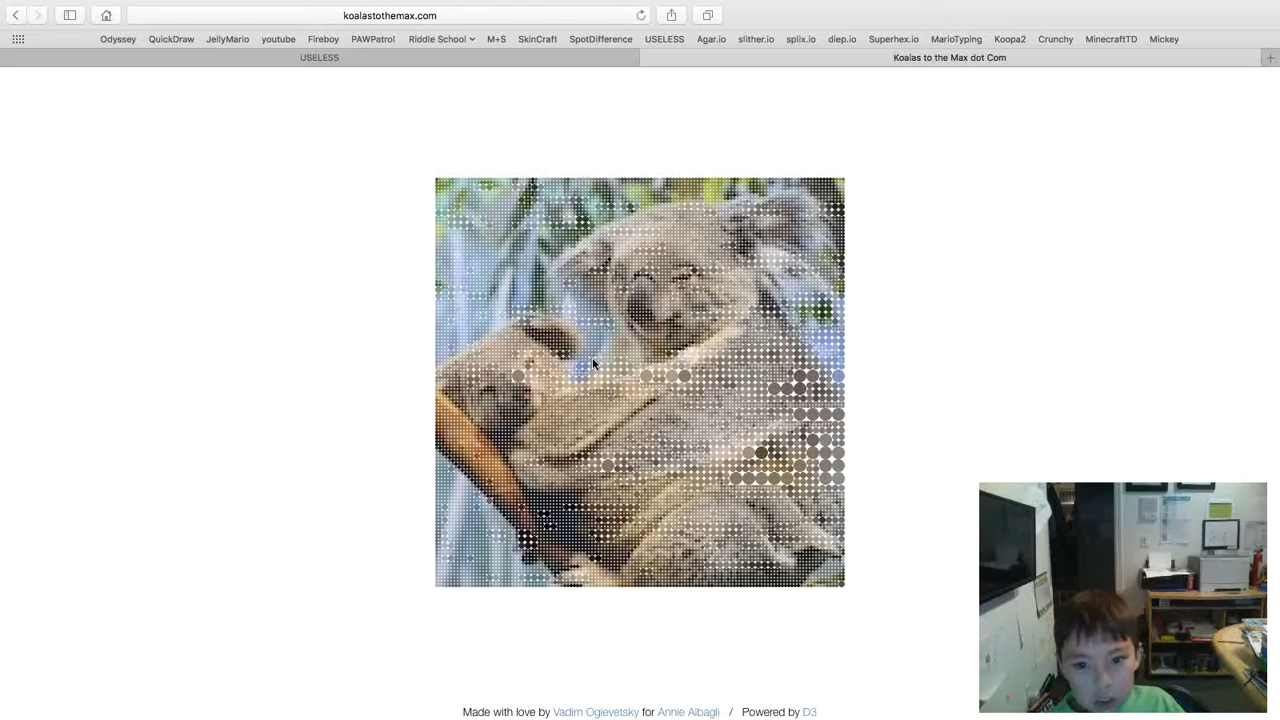 koalastothemax.com
Odyssey QuickDraw JellyMario youtube Fireboy PAWPatrol Riddle School M+S SkinCraft SpotDifference USELESS Agar.io slither.io splix.io diep.io Superhex.io MarioTyping Koopa2 Crunchy MinecraftTD Mickey
USELESS Koalas to the Max dot Com
Made with love by Vadim Ogievetsky for Annie Albagli / Powered by D3